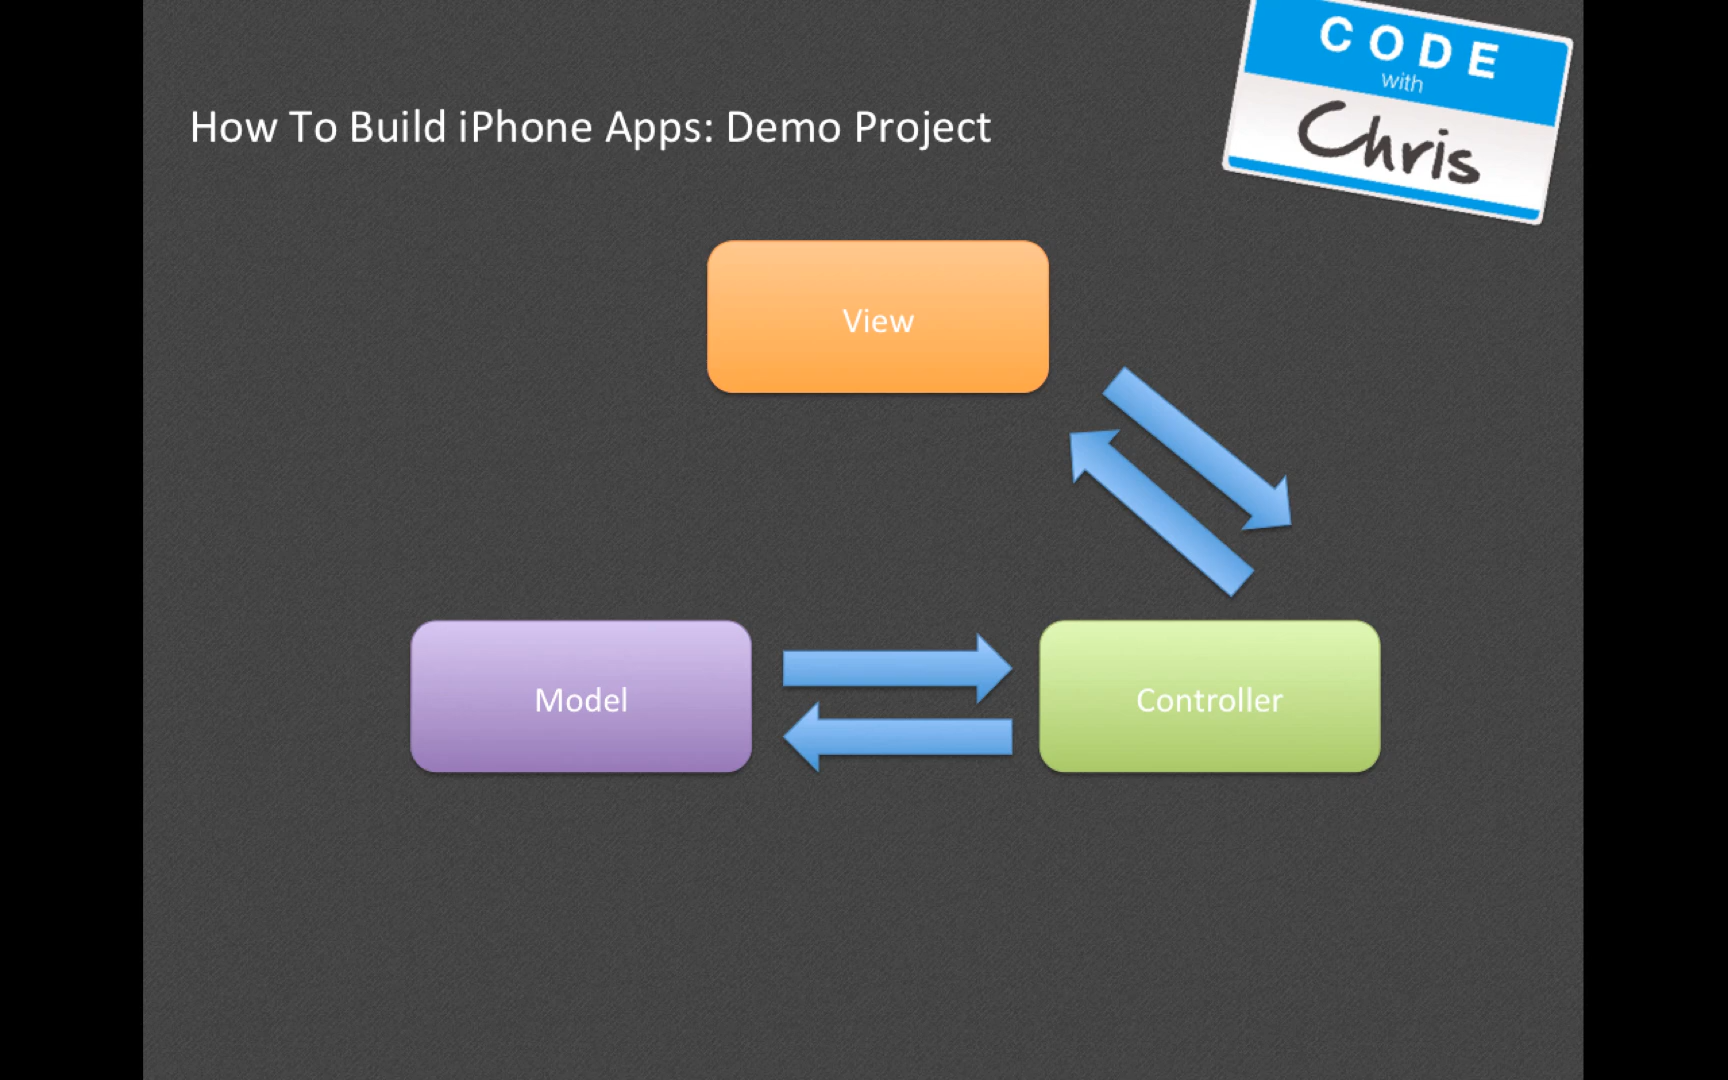 CODE
with
Chris
How To Build iPhone Apps: Demo Project
View
Model
Controller